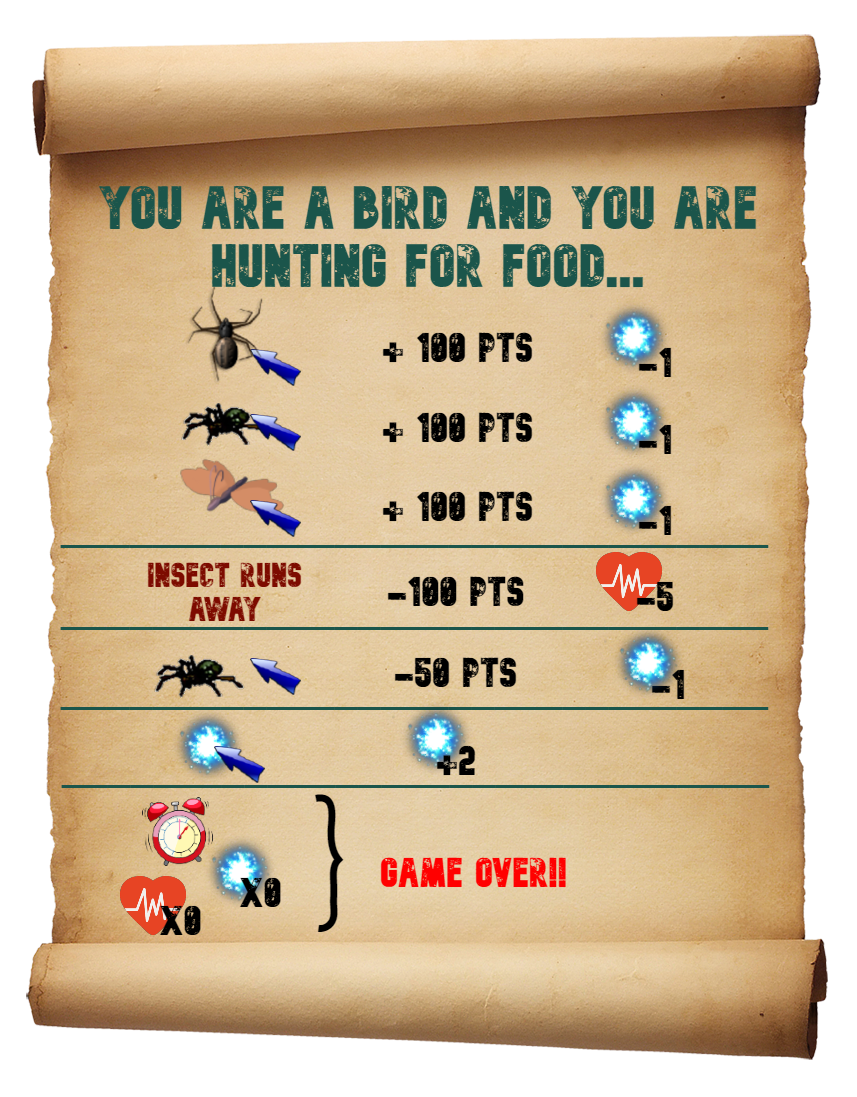 YOU ARE A BIRD AND YOU ARE
HUNTING FOR FOOD...
+ 100 PTS -1
+ 100 PTS -1
+ 100 PTS -1
INSECT RUNS
AWAY
-100 PTS -5
-50 PTS -1
+2
X0
X0
} GAME OVER!!